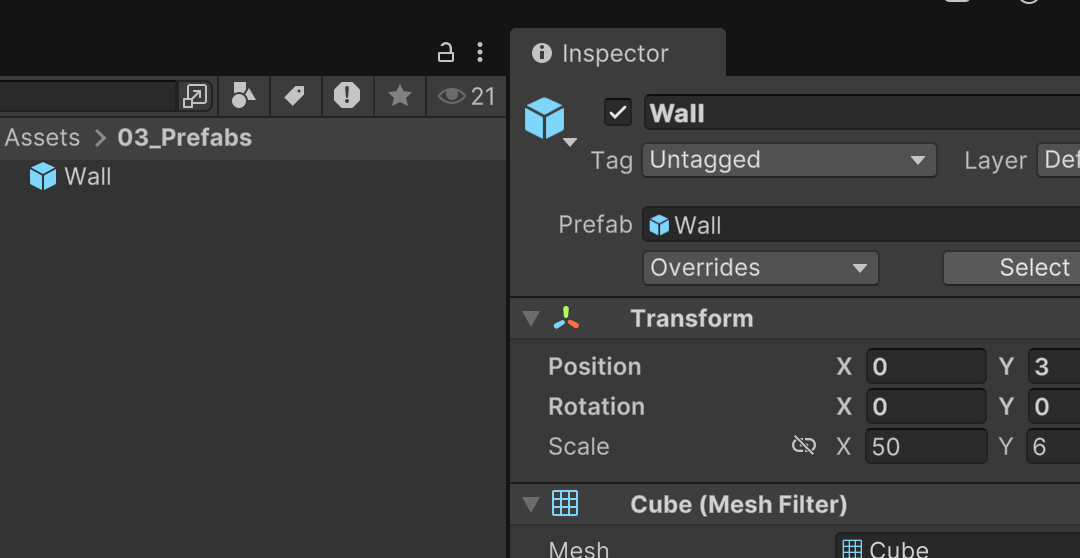 21
Assets > 03_Prefabs
Wall
Inspector
Wall
Tag Untagged Layer
Prefab Wall
Overrides Select
Transform
Position X 0 Y 3
Rotation X 0 Y 0
Scale X 50 Y 6
Cube (Mesh Filter)
Mesh Cube